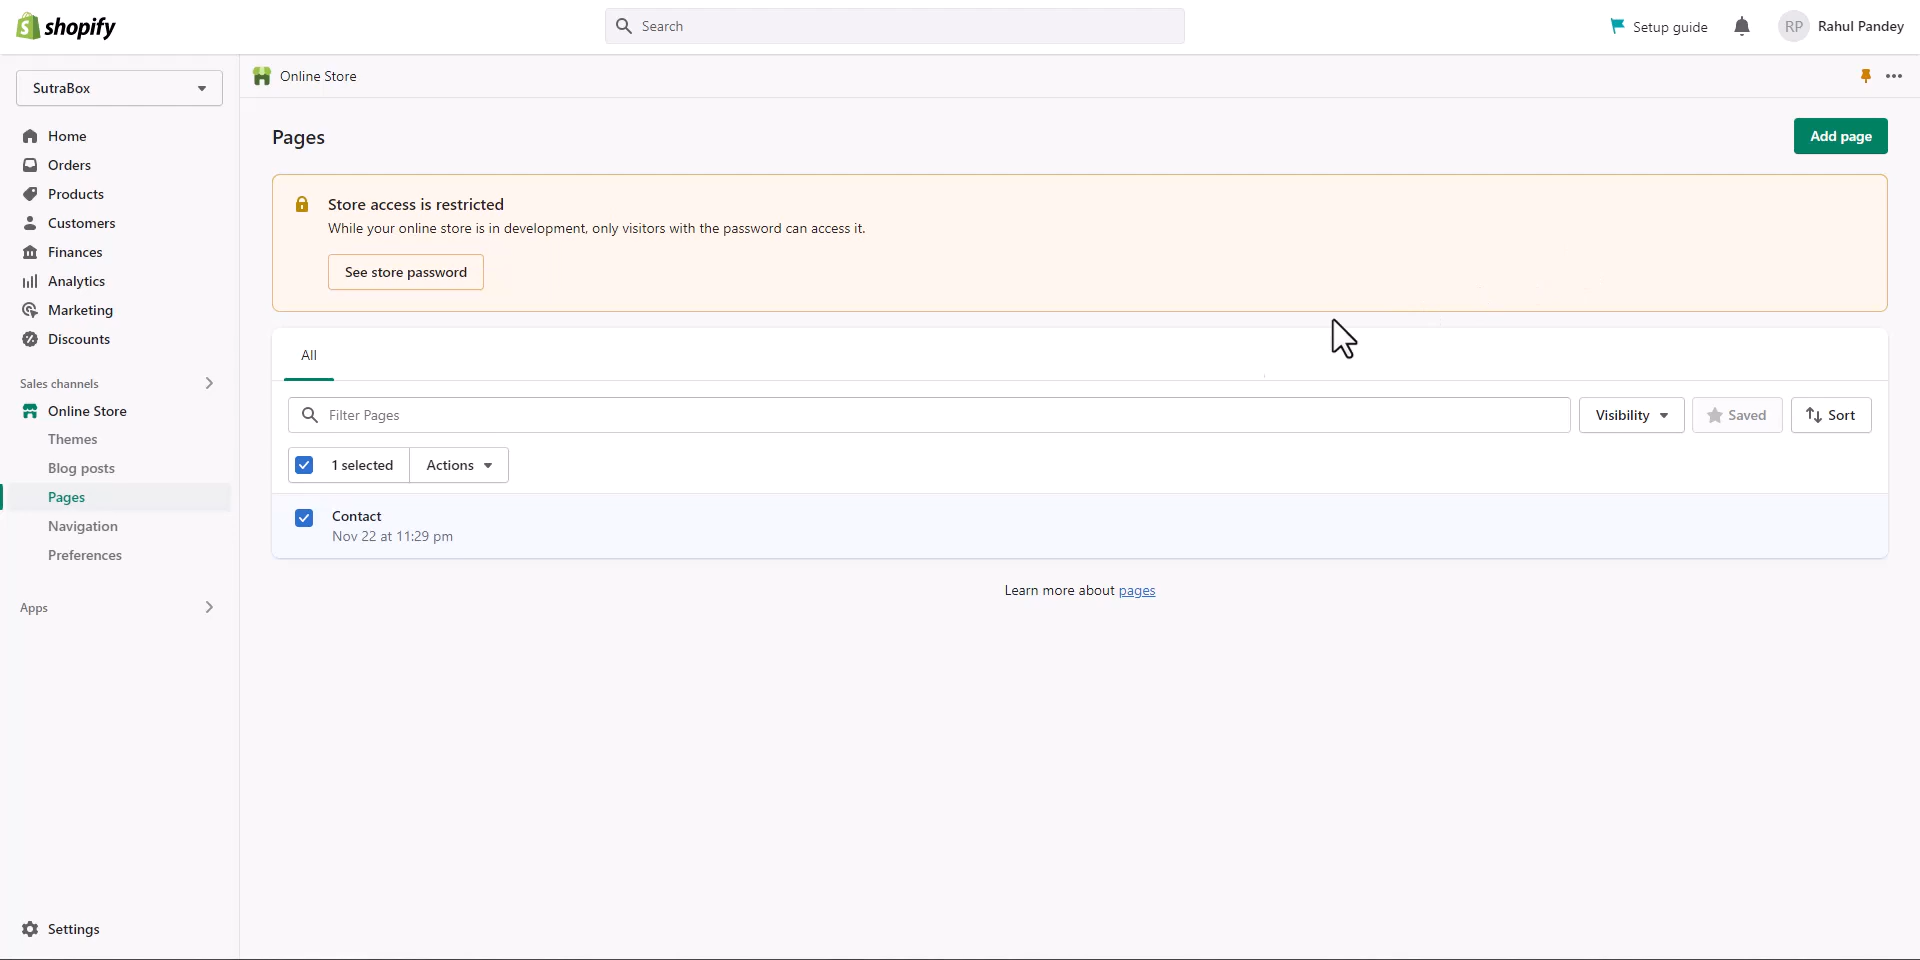 shopify
Search
Setup guide
RP
Rahul Pandey
SutraBox
Home
Orders
Products
Customers
Finances
Analytics
Marketing
Discounts
Sales channels
Online Store
Themes
Blog posts
Pages
Navigation
Preferences
Apps
Settings
Online Store
Pages
Add page
Store access is restricted
While your online store is in development, only visitors with the password can access it.
See store password
All
Filter Pages
Visibility
Saved
Sort
1 selected
Actions
Contact
Nov 22 at 11:29 pm
Learn more about pages